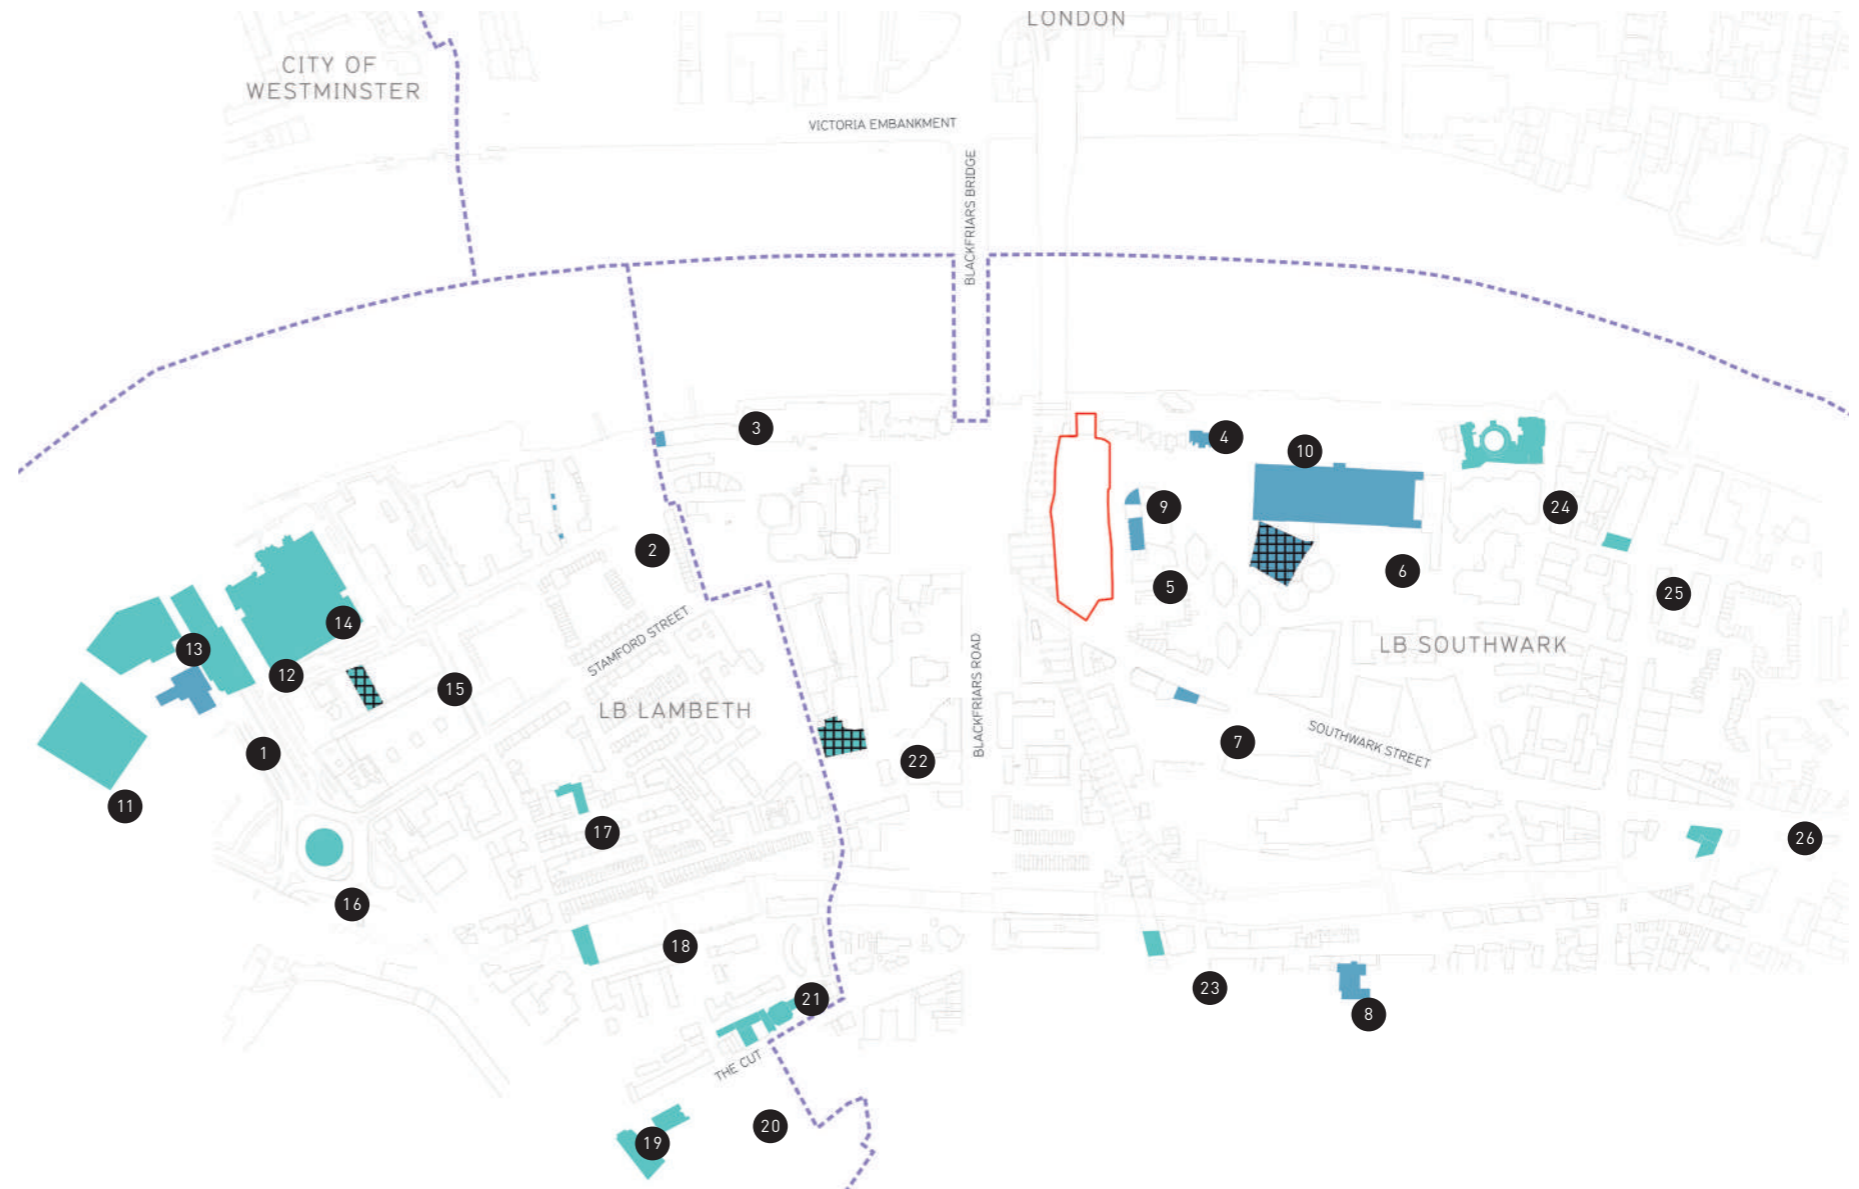 LONDON
CITY OF
WESTMINSTER
VICTORIA EMBANKMENT
BLACKFRIARS BRIDGE
3
4
10
9
24
2
5
6
25
14
STAMFORD STREET
LB SOUTHWARK
13
12
15
LB LAMBETH
BLACKFRIARS ROAD
1
22
7
SOUTHWARK STREET
11
17
26
16
18
23
21
8
THE CUT
20
19